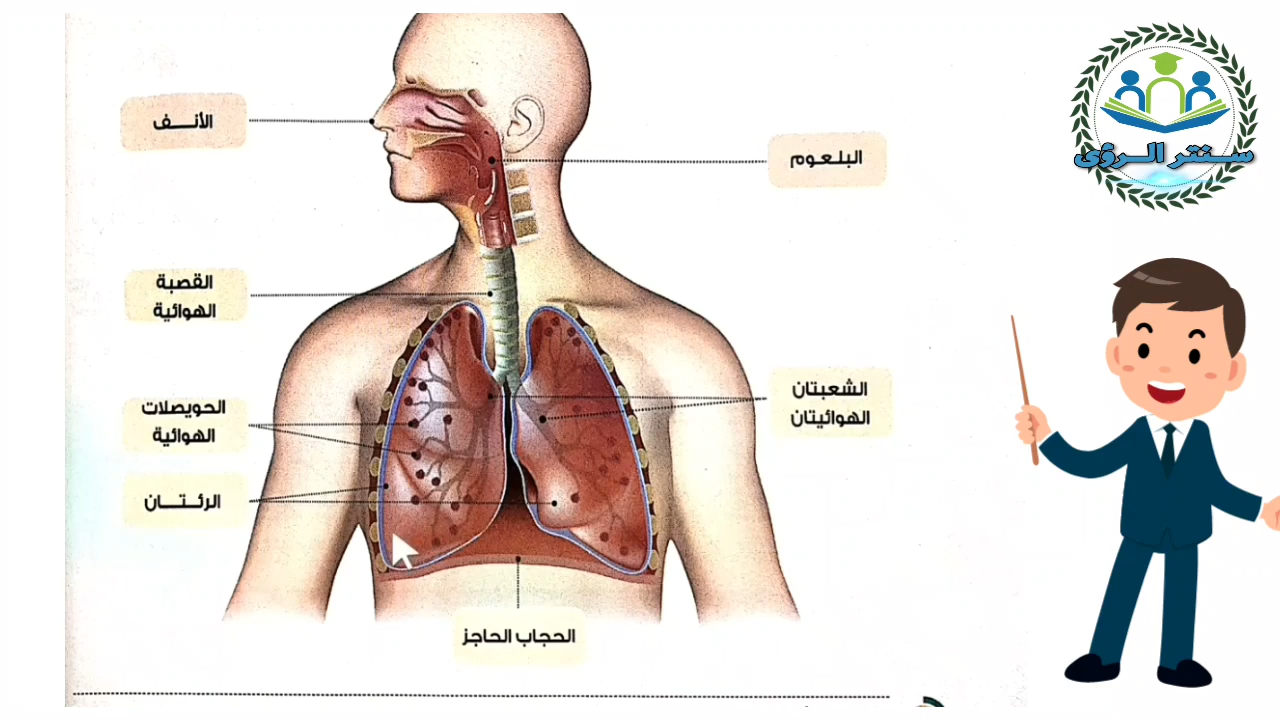 سنتر الرؤى
الأنف
البلعوم
القصبة
الهوائية
الشعبتان
الهوائيتان
الحويصلات
الهوائية
الرئتان
الحجاب الحاجز